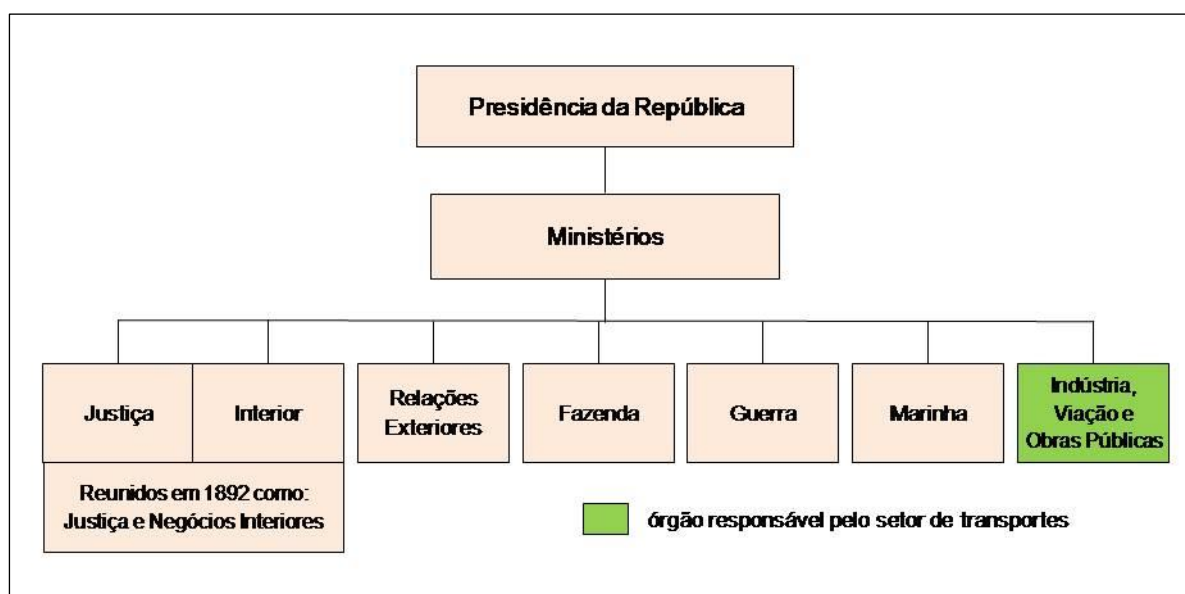 Presidência da República
Ministérios
Justiça
Interior
Relações
Exteriores
Fazenda
Guerra
Marinha
Indústria,
Viação e
Obras Públicas
Reunidos em 1892 como:
Justiça e Negócios Interiores
órgão responsável pelo setor de transportes